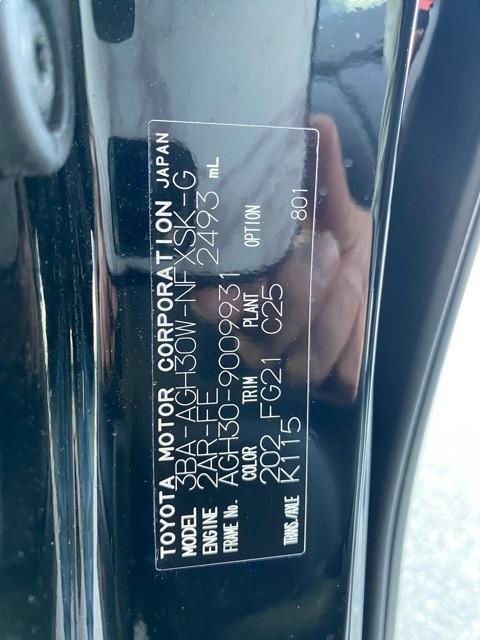 TOYOTA MOTOR CORPORATION JAPAN
MODEL 3BA-AGH30W-NFXSK-G
ENGINE 2AR-FE 2493 mL
FRAME No. AGH30-9009931
COLOR TRIM PLANT OPTION
202 FG21 C25 801
TRANS./AXLE K115